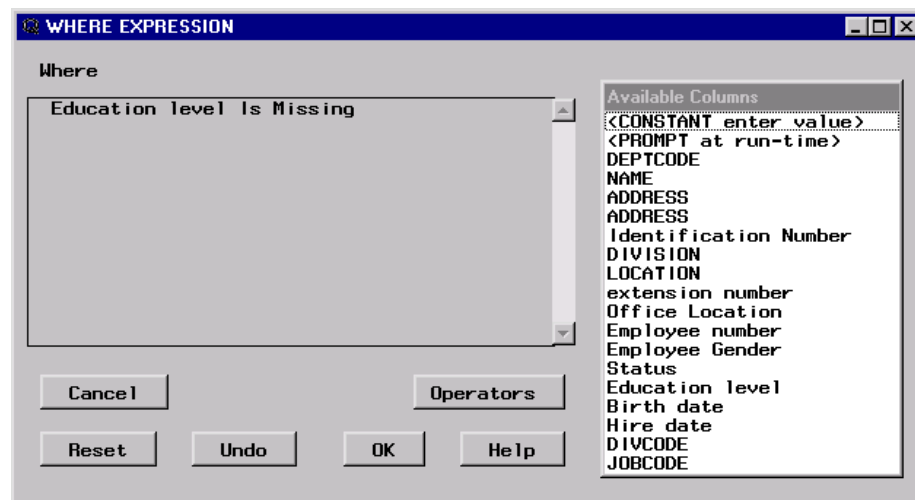 WHERE EXPRESSION
Where
Education level Is Missing
Available Columns
<CONSTANT enter value>
<PROMPT at run-time>
DEPTCODE
NAME
ADDRESS
ADDRESS
Identification Number
DIVISION
LOCATION
extension number
Office Location
Employee number
Employee Gender
Status
Education level
Birth date
Hire date
DIVCODE
JOBCODE
Cancel
Operators
Reset
Undo
OK
Help